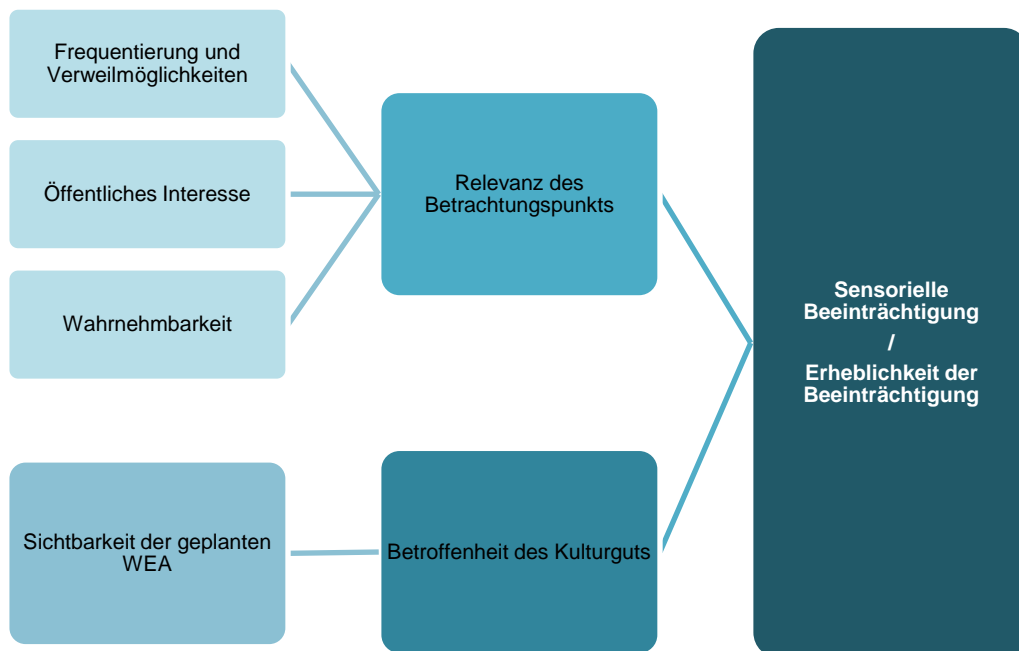 Frequentierung und
Verweilmöglichkeiten
Öffentliches Interesse
Wahrnehmbarkeit
Relevanz des
Betrachtungspunkts
Sichtbarkeit der geplanten
WEA
Betroffenheit des Kulturguts
Sensorielle
Beeinträchtigung
/
Erheblichkeit der
Beeinträchtigung